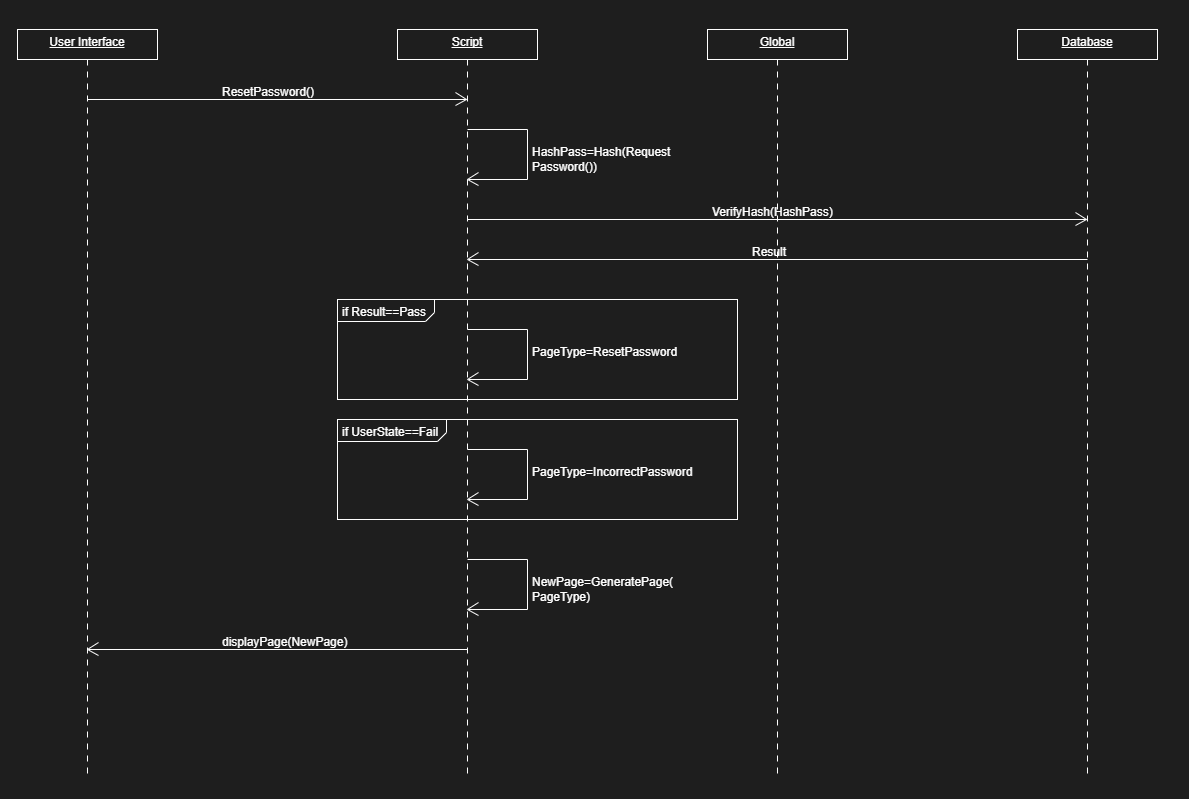 User Interface
Script
Global
Database
ResetPassword()
HashPass=Hash(Request
Password())
VerifyHash(HashPass)
Result
if Result==Pass
PageType=ResetPassword
if UserState==Fail
PageType=IncorrectPassword
NewPage=GeneratePage(
PageType)
displayPage(NewPage)